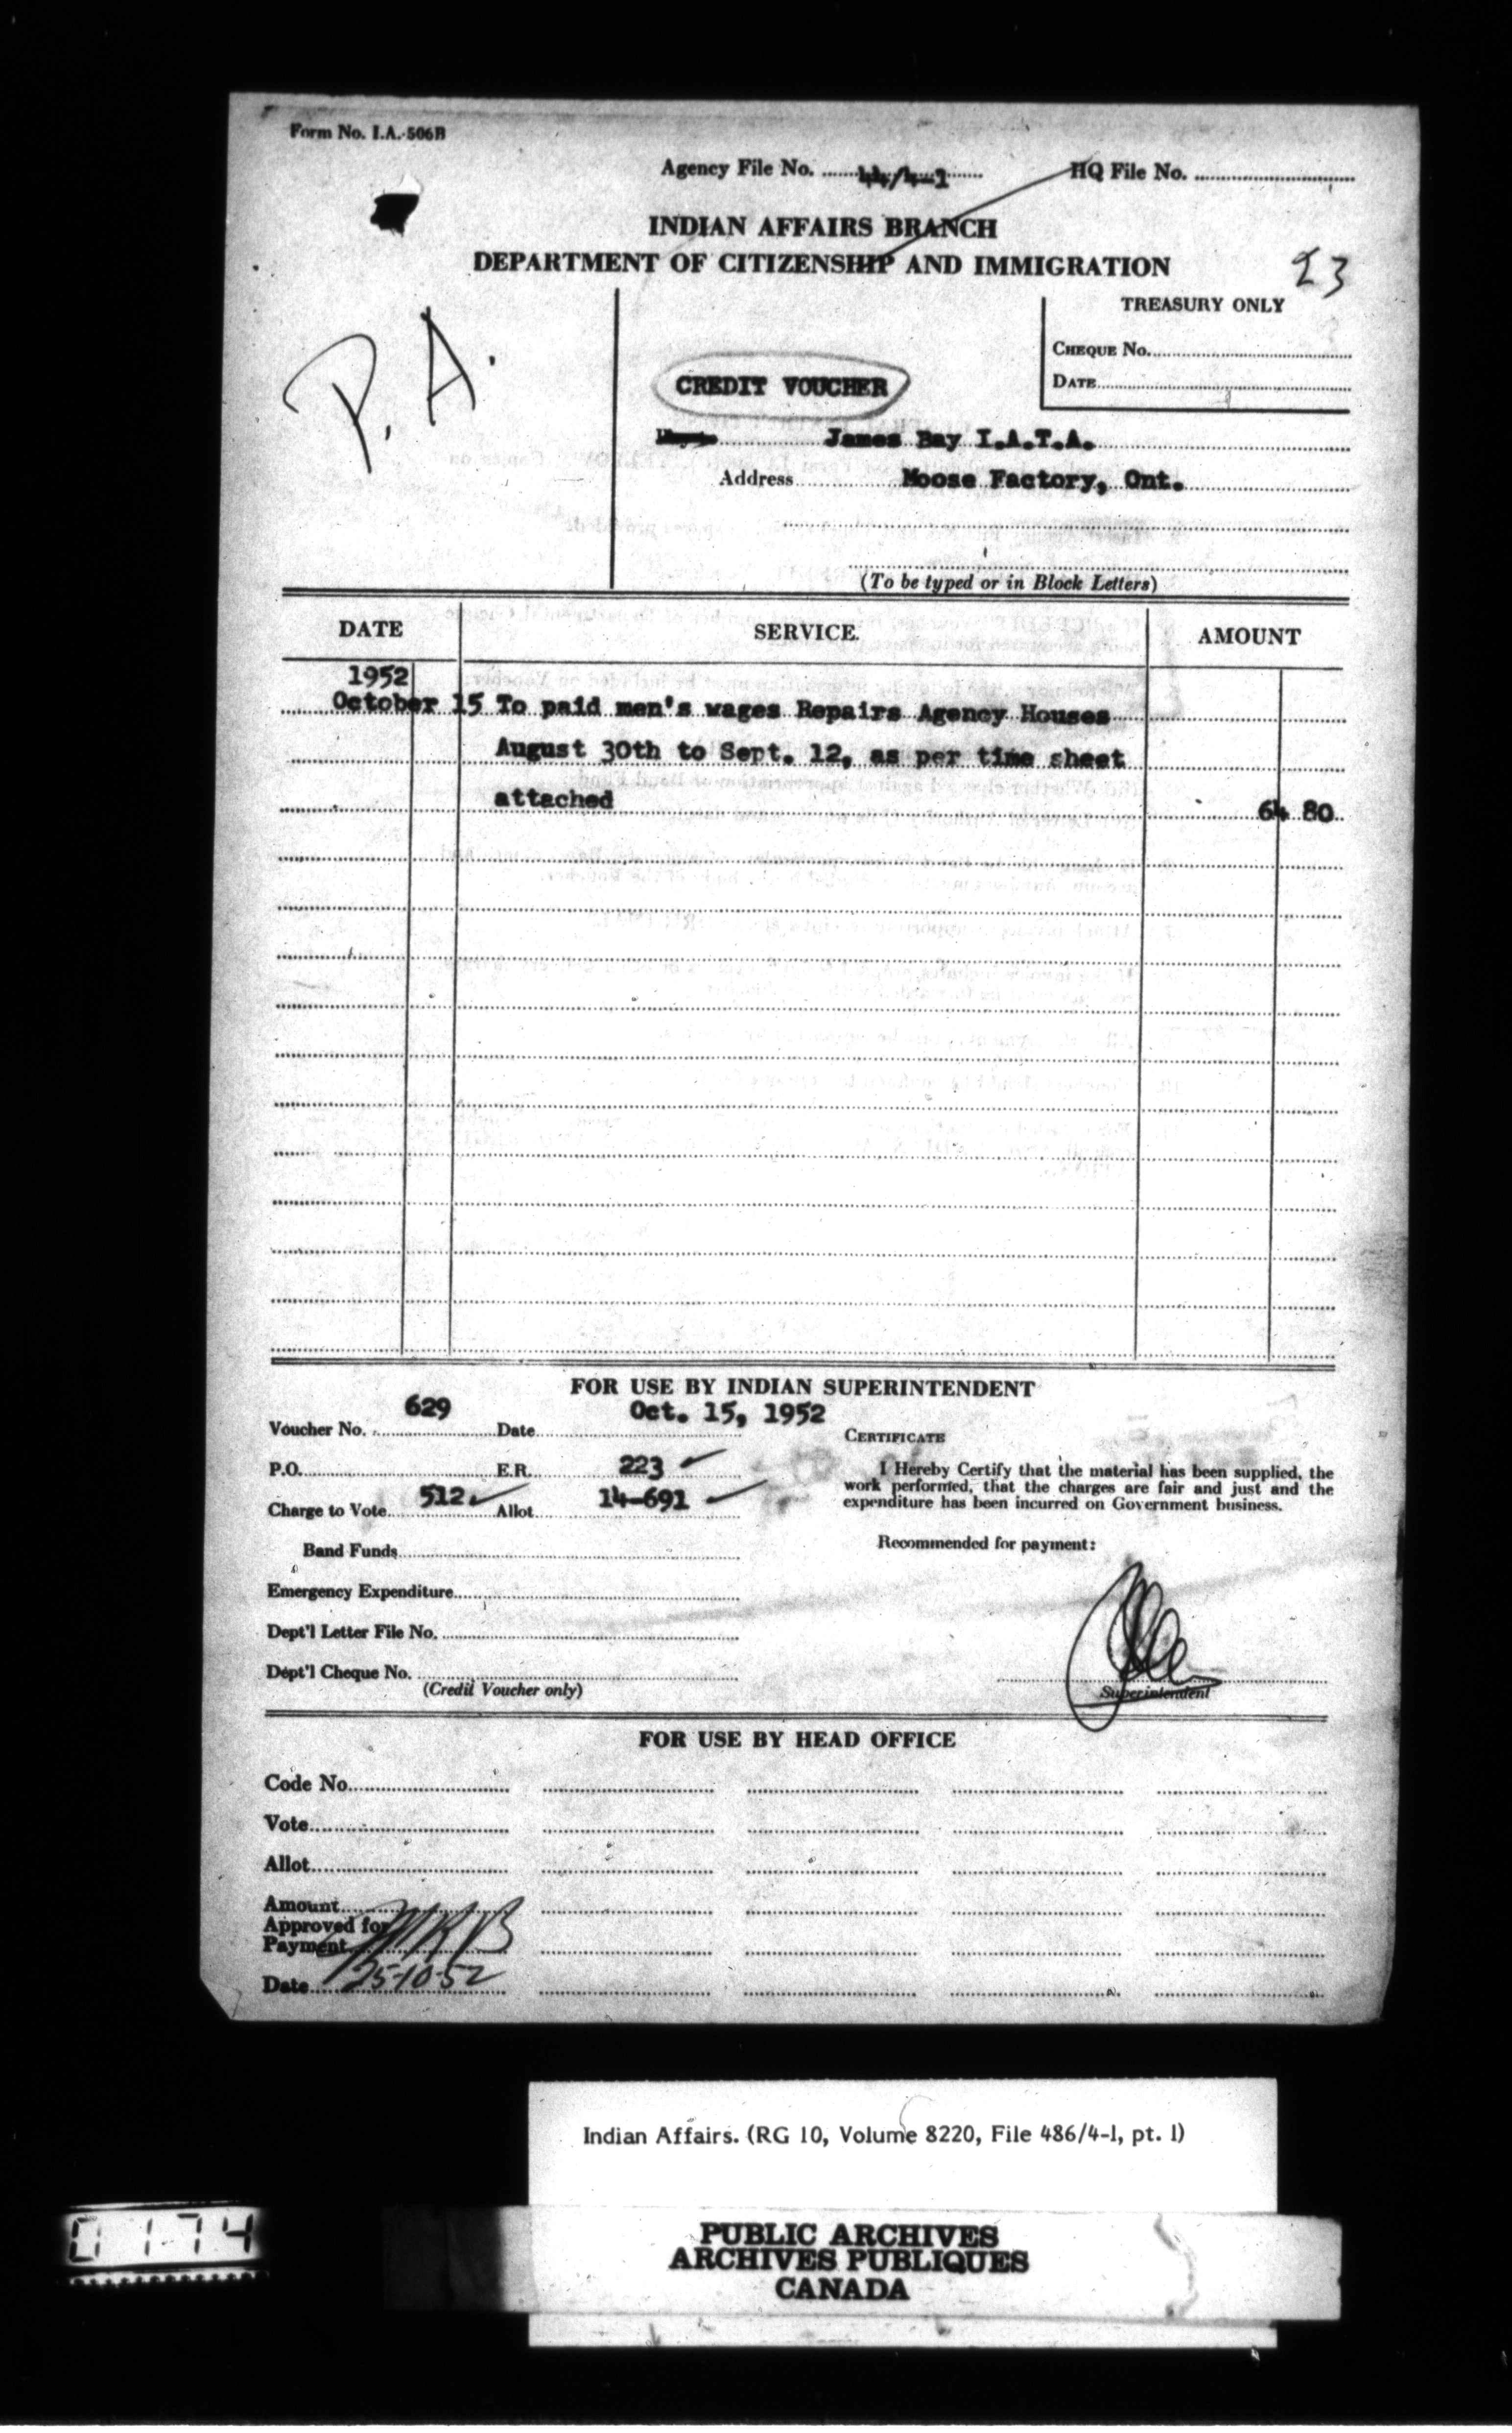 Form No. I.A. 506B
Agency File No. 44/4-1 HQ File No.
INDIAN AFFAIRS BRANCH
DEPARTMENT OF CITIZENSHIP AND IMMIGRATION
23
P. A.
TREASURY ONLY
CHEQUE No.
DATE
CREDIT VOUCHER
James Bay I.A.T.A.
Address Moose Factory, Ont.
(To be typed or in Block Letters)
DATE SERVICE AMOUNT
1952
October 15 To paid men's wages Repairs Agency Houses
August 30th to Sept. 12, as per time sheet
attached 64 80
FOR USE BY INDIAN SUPERINTENDENT
Voucher No. 629 Date Oct. 15, 1952
P.O. E.R. 223
Charge to Vote 512 Allot 14-691
Band Funds
Emergency Expenditure
Dept'l Letter File No.
Dept'l Cheque No.
(Credit Voucher only)
CERTIFICATE
I Hereby Certify that the material has been supplied, the
work performed, that the charges are fair and just and the
expenditure has been incurred on Government business.
Recommended for payment:
Superintendent
FOR USE BY HEAD OFFICE
Code No.
Vote
Allot.
Amount
Approved for
Payment
Date 25-10-52
Indian Affairs. (RG 10, Volume 8220, File 486/4-1, pt. 1)
0174
PUBLIC ARCHIVES
ARCHIVES PUBLIQUES
CANADA